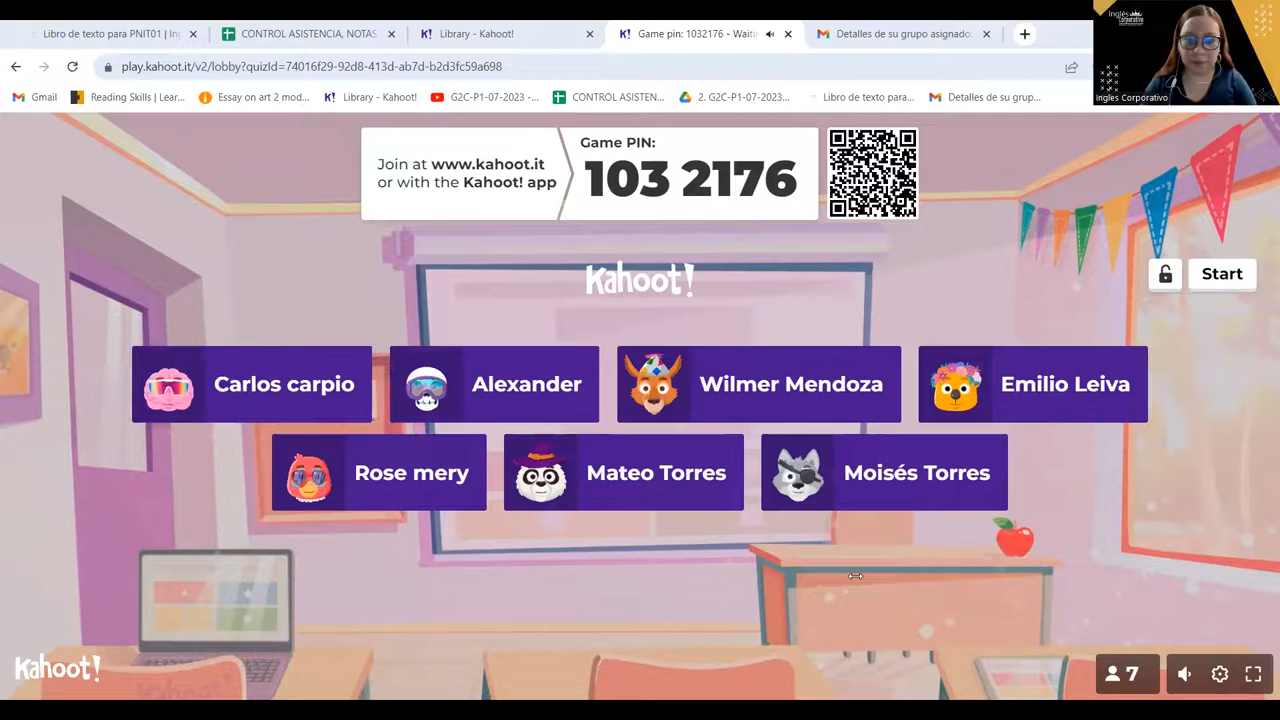 Libro de texto para PNIT01 | Ing
CONTROL ASISTENCIA, NOTAS
Library - Kahoot!
Game pin: 1032176 - Waiti
Detalles de su grupo asignado:
play.kahoot.it/v2/lobby?quizId=74016f29-92d8-413d-ab7d-b2d3fc59a698
Gmail
Reading Skills | Lear...
Essay on art 2 mod...
Library - Kahoot!
G2C-P1-07-2023 -...
CONTROL ASISTEN...
2. G2C-P1-07-2023...
Libro de texto para...
Detalles de su grun...
Inglés
Corporativo
Ingles Corporativo
Join at www.kahoot.it
or with the Kahoot! app
Game PIN:
103 2176
Kahoot!
Start
Carlos carpio
Alexander
Wilmer Mendoza
Emilio Leiva
Rose mery
Mateo Torres
Moisés Torres
Kahoot!
7